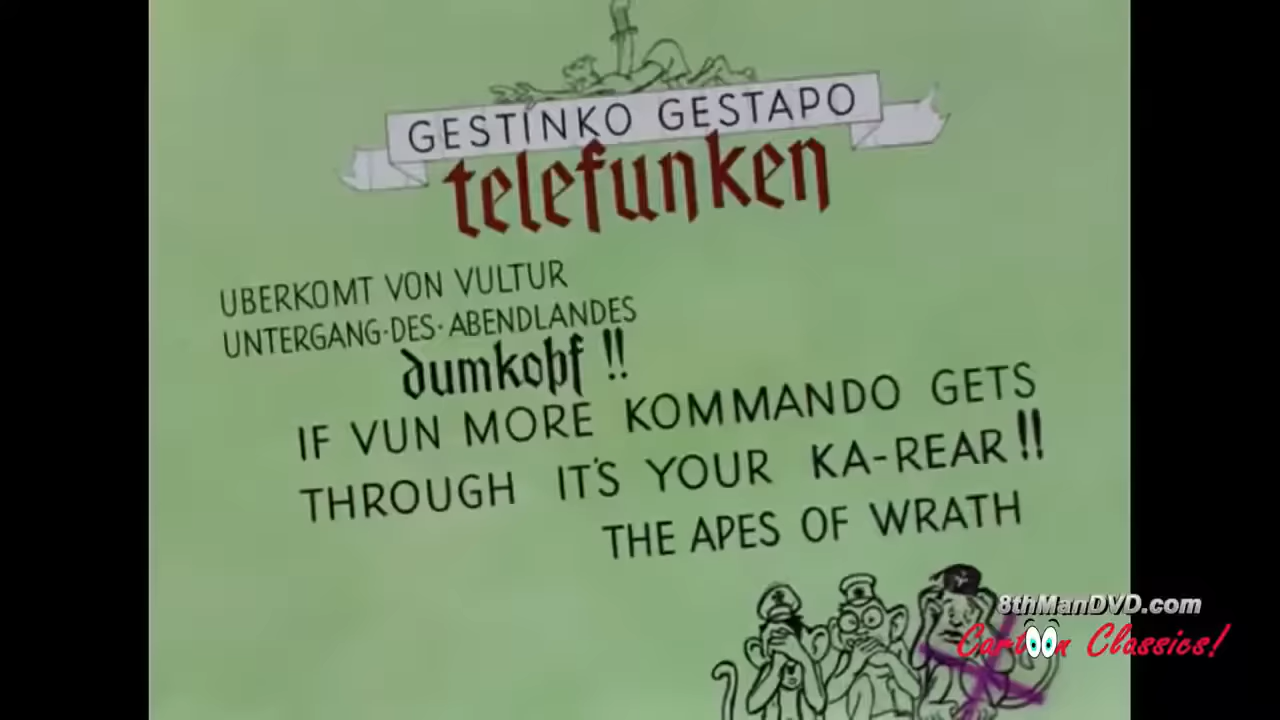 GESTINKO GESTAPO
telefunken
UBERKOMT VON VULTUR
UNTERGANG·DES·ABENDLANDES
dumkopf !!
IF VUN MORE KOMMANDO GETS
THROUGH IT'S YOUR KA-REAR!!
THE APES OF WRATH
8thManDVD.com
Cartoon Classics!